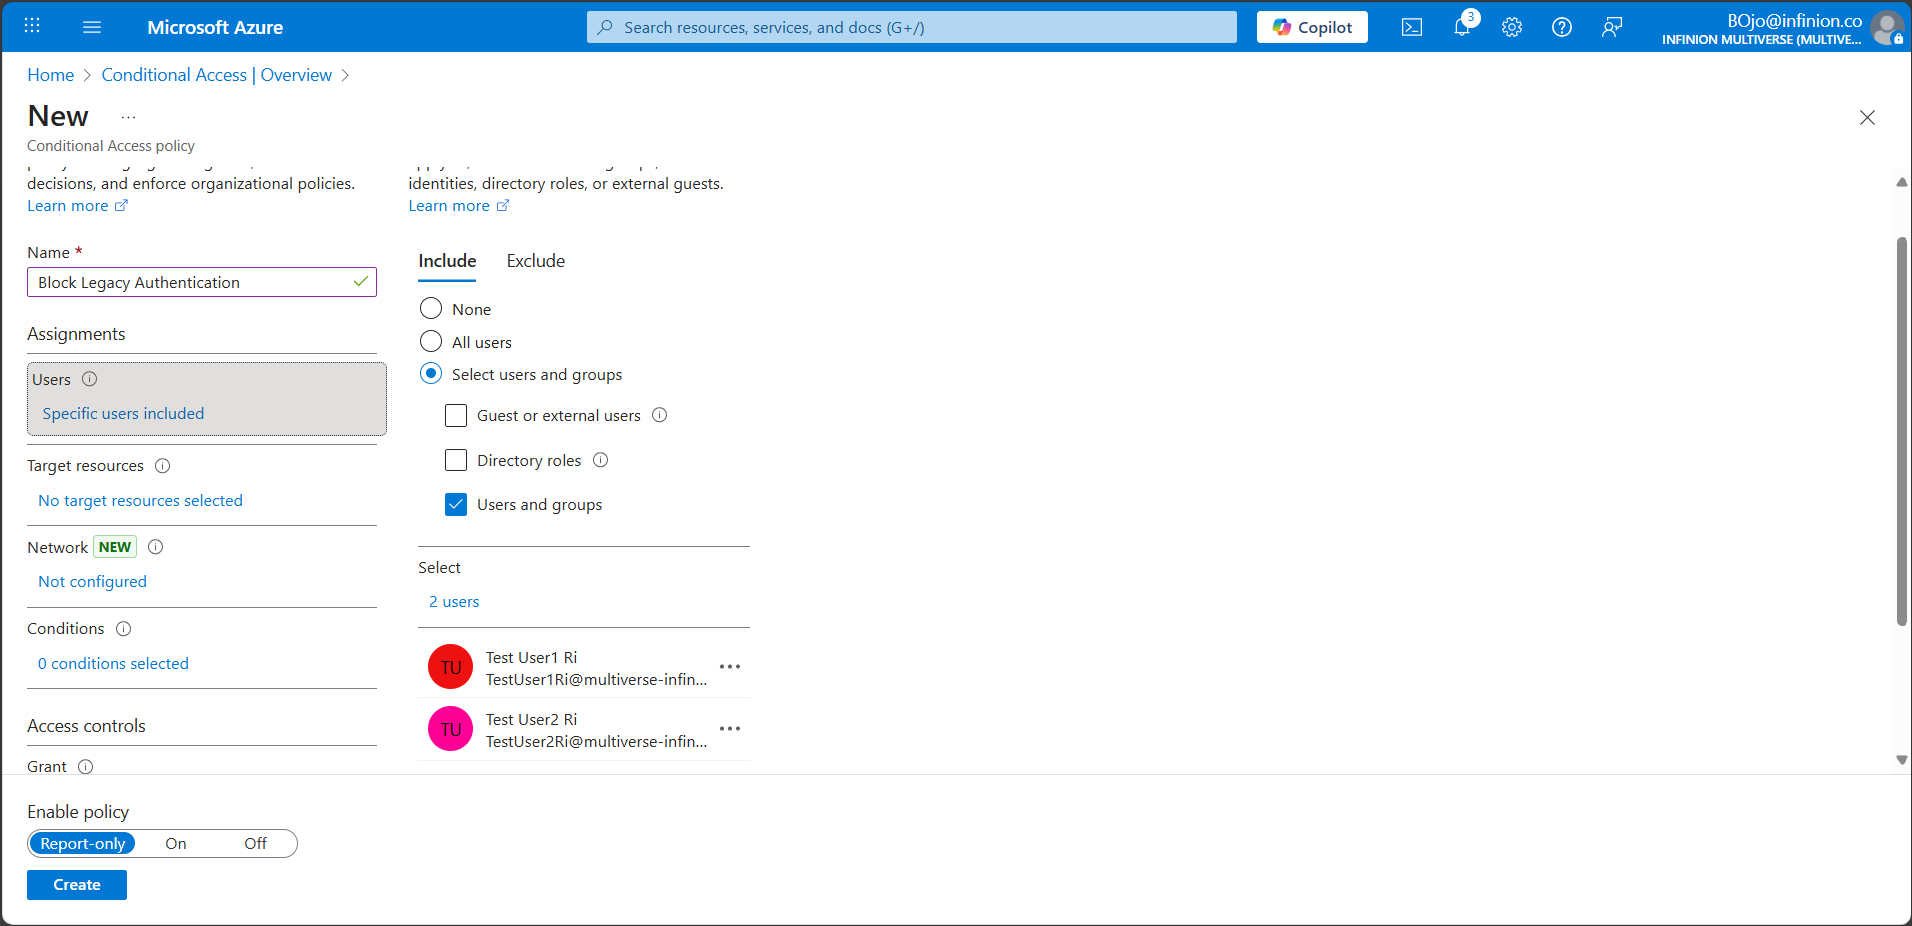 Microsoft Azure
Search resources, services, and docs (G+/)
Copilot
3
BOjo@infinion.co
INFINION MULTIVERSE (MULTIVE...
Home > Conditional Access | Overview >
New ...
Conditional Access policy
decisions, and enforce organizational policies.
Learn more
Name *
Block Legacy Authentication
Assignments
Users
Specific users included
Target resources
No target resources selected
Network NEW
Not configured
Conditions
0 conditions selected
Access controls
Grant
identities, directory roles, or external guests.
Learn more
Include Exclude
None
All users
Select users and groups
Guest or external users
Directory roles
Users and groups
Select
2 users
TU
Test User1 Ri
TestUser1Ri@multiverse-infin...
TU
Test User2 Ri
TestUser2Ri@multiverse-infin...
Enable policy
Report-only On Off
Create